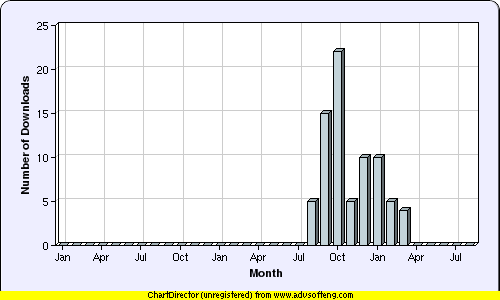 25
20
15
10
5
0
Number of Downloads
Jan Apr Jul Oct Jan Apr Jul Oct Jan Apr Jul
Month
ChartDirector (unregistered) from www.advsofteng.com